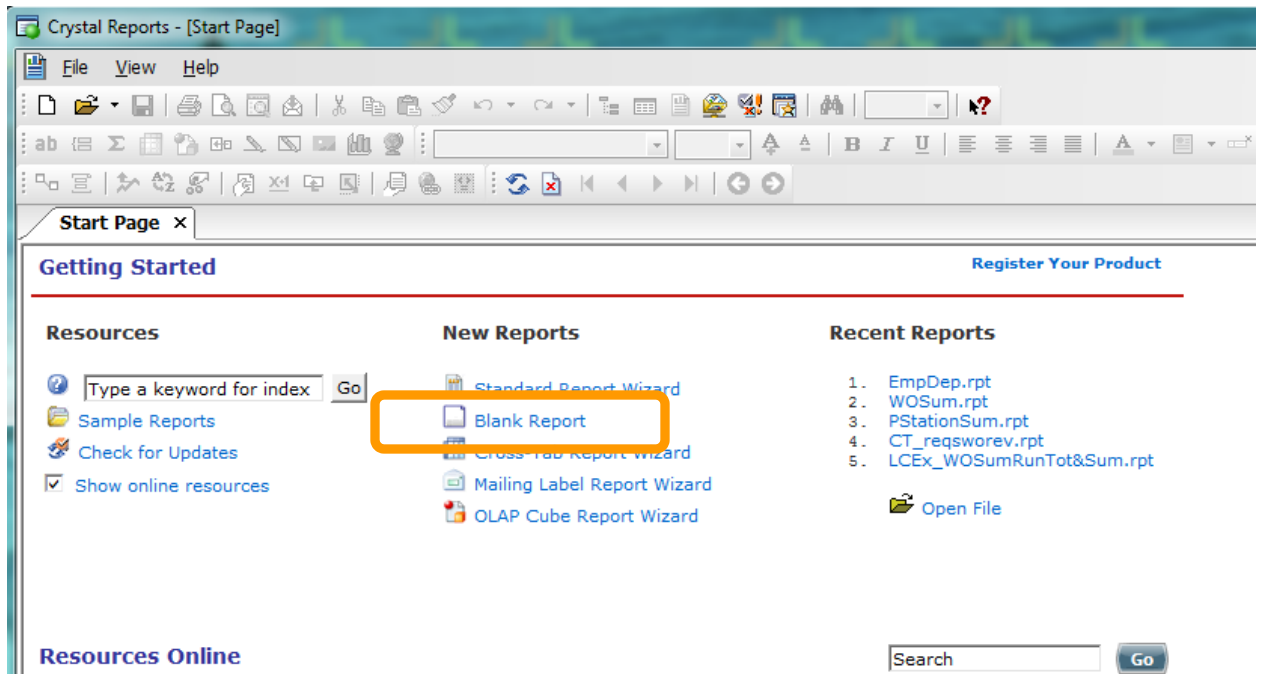 Crystal Reports - [Start Page]
File View Help
ab Σ B I U A
X+1
Start Page ×
Getting Started
Register Your Product
Resources
New Reports
Recent Reports
Type a keyword for index Go
Sample Reports
Check for Updates
Show online resources
Standard Report Wizard
Blank Report
Cross-Tab Report Wizard
Mailing Label Report Wizard
OLAP Cube Report Wizard
1. EmpDep.rpt
2. WOSum.rpt
3. PStationSum.rpt
4. CT_reqsworev.rpt
5. LCEx_WOSumRunTot&Sum.rpt
Open File
Resources Online
Search Go